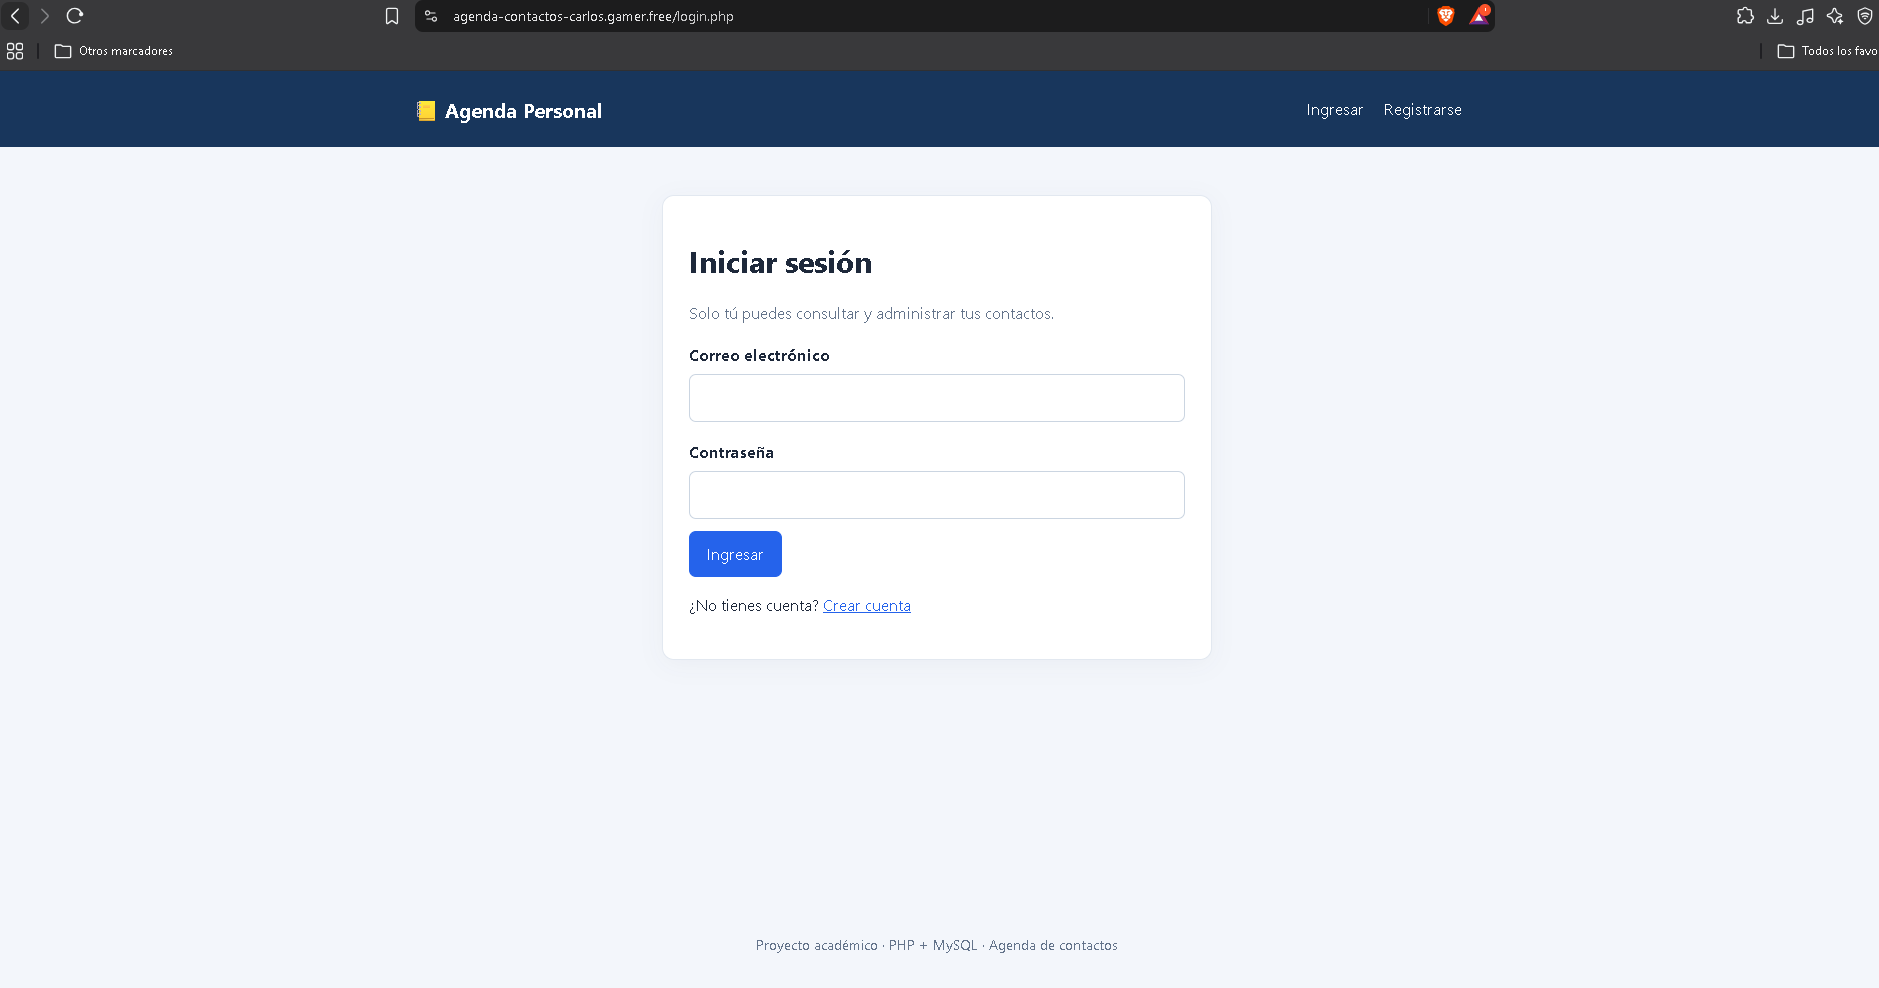 agenda-contactos-carlos.gamer.free/login.php
Otros marcadores
Todos los favo
Agenda Personal
Ingresar
Registrarse
Iniciar sesión
Solo tú puedes consultar y administrar tus contactos.
Correo electrónico
Contraseña
Ingresar
¿No tienes cuenta? Crear cuenta
Proyecto académico · PHP + MySQL · Agenda de contactos